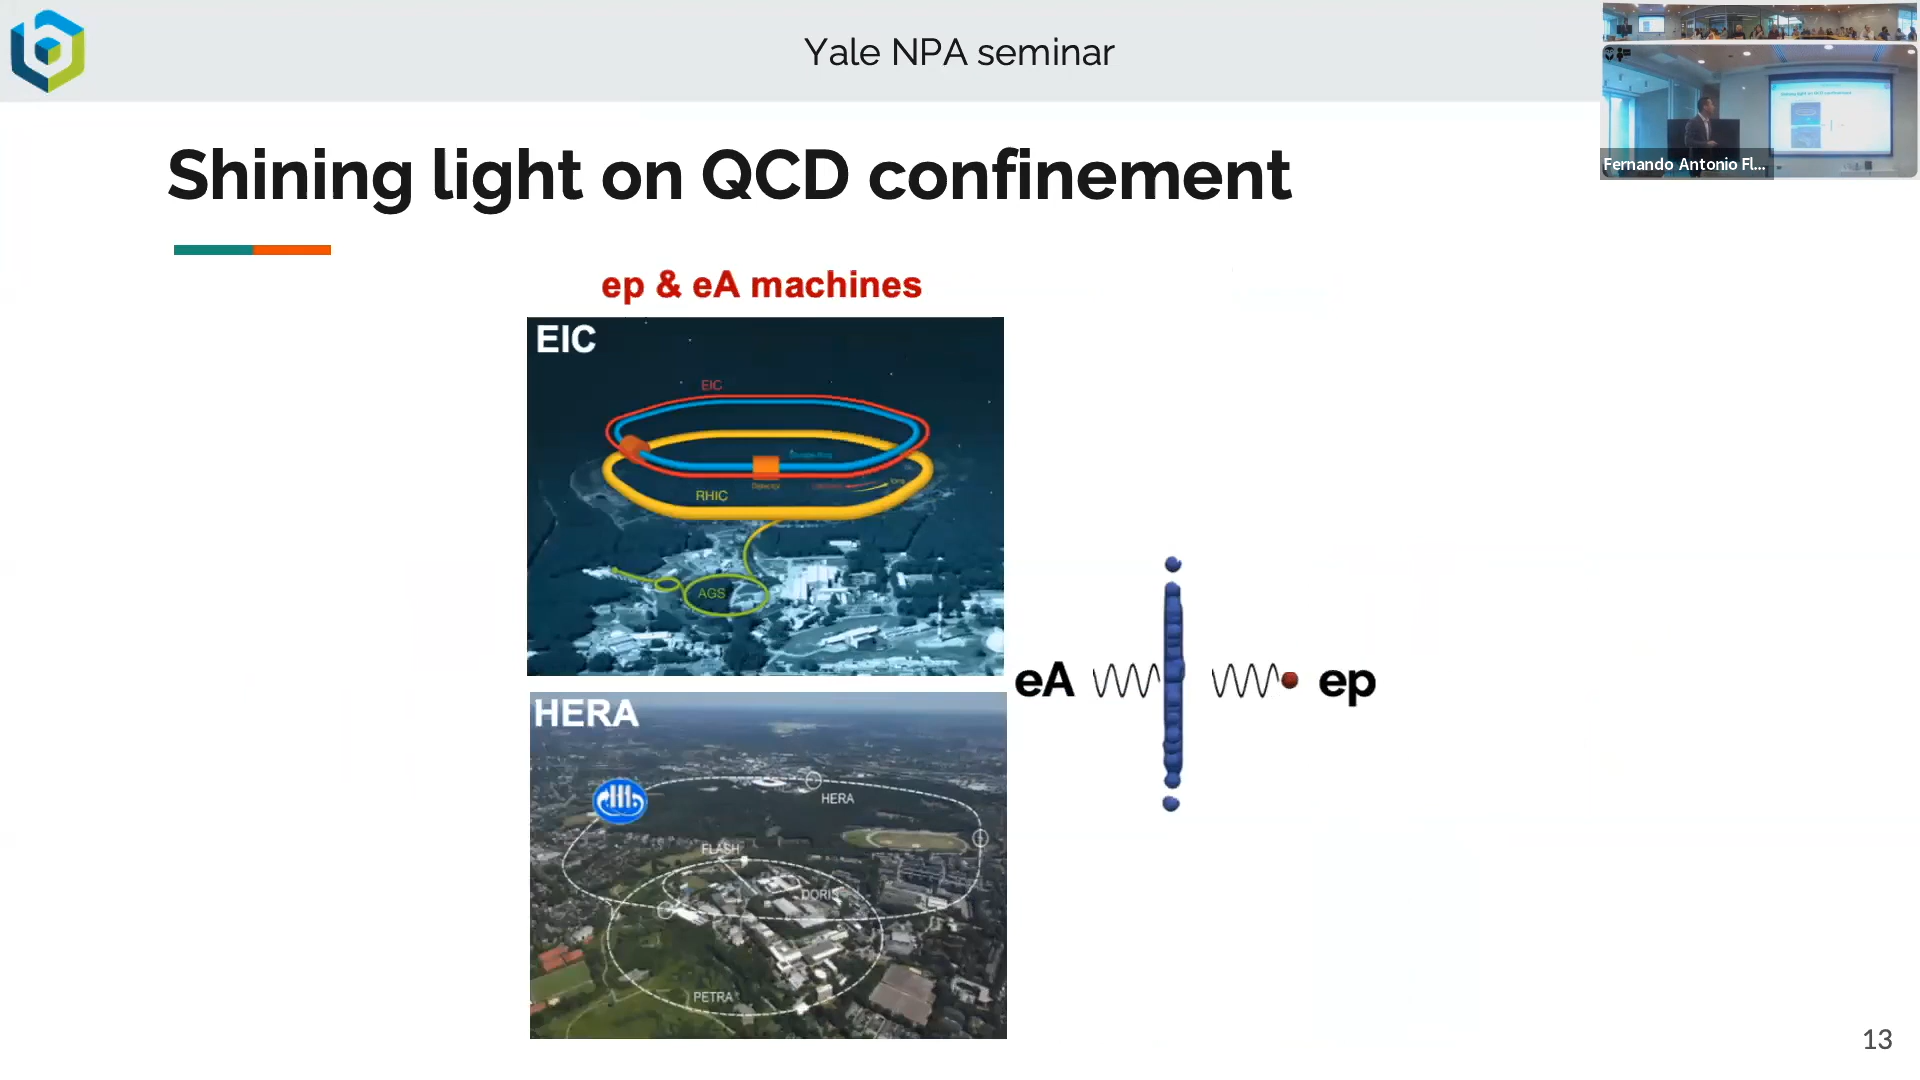 Yale NPA seminar
Fernando Antonio Fl...
Shining light on QCD confinement
ep & eA machines
EIC
EIC
Detector
RHIC
AGS
eA
ep
HERA
HERA
FLASH
DORIS
PETRA
13